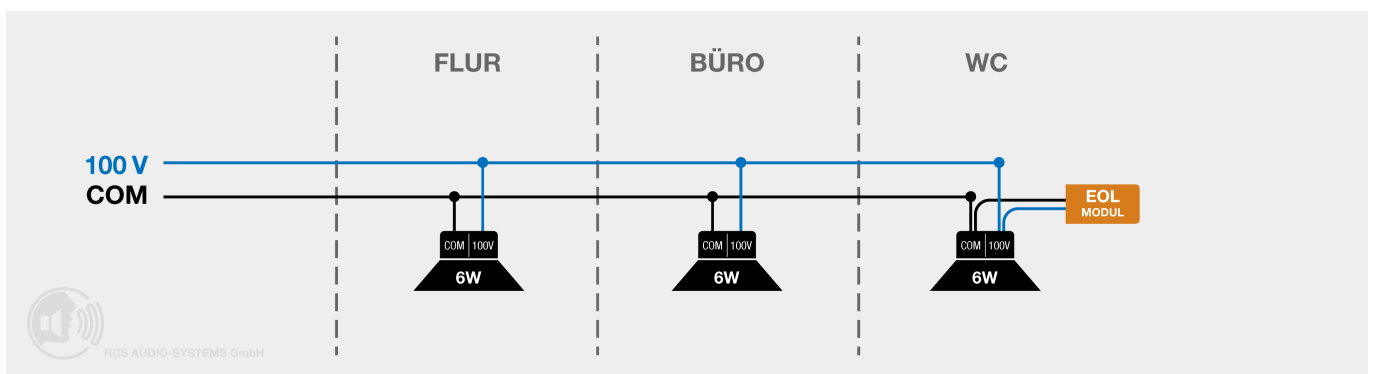 FLUR BÜRO WC
100 V
COM
EOL
MODUL
COM 100V COM 100V COM 100V
6W 6W 6W
RCS AUDIO-SYSTEMS GmbH